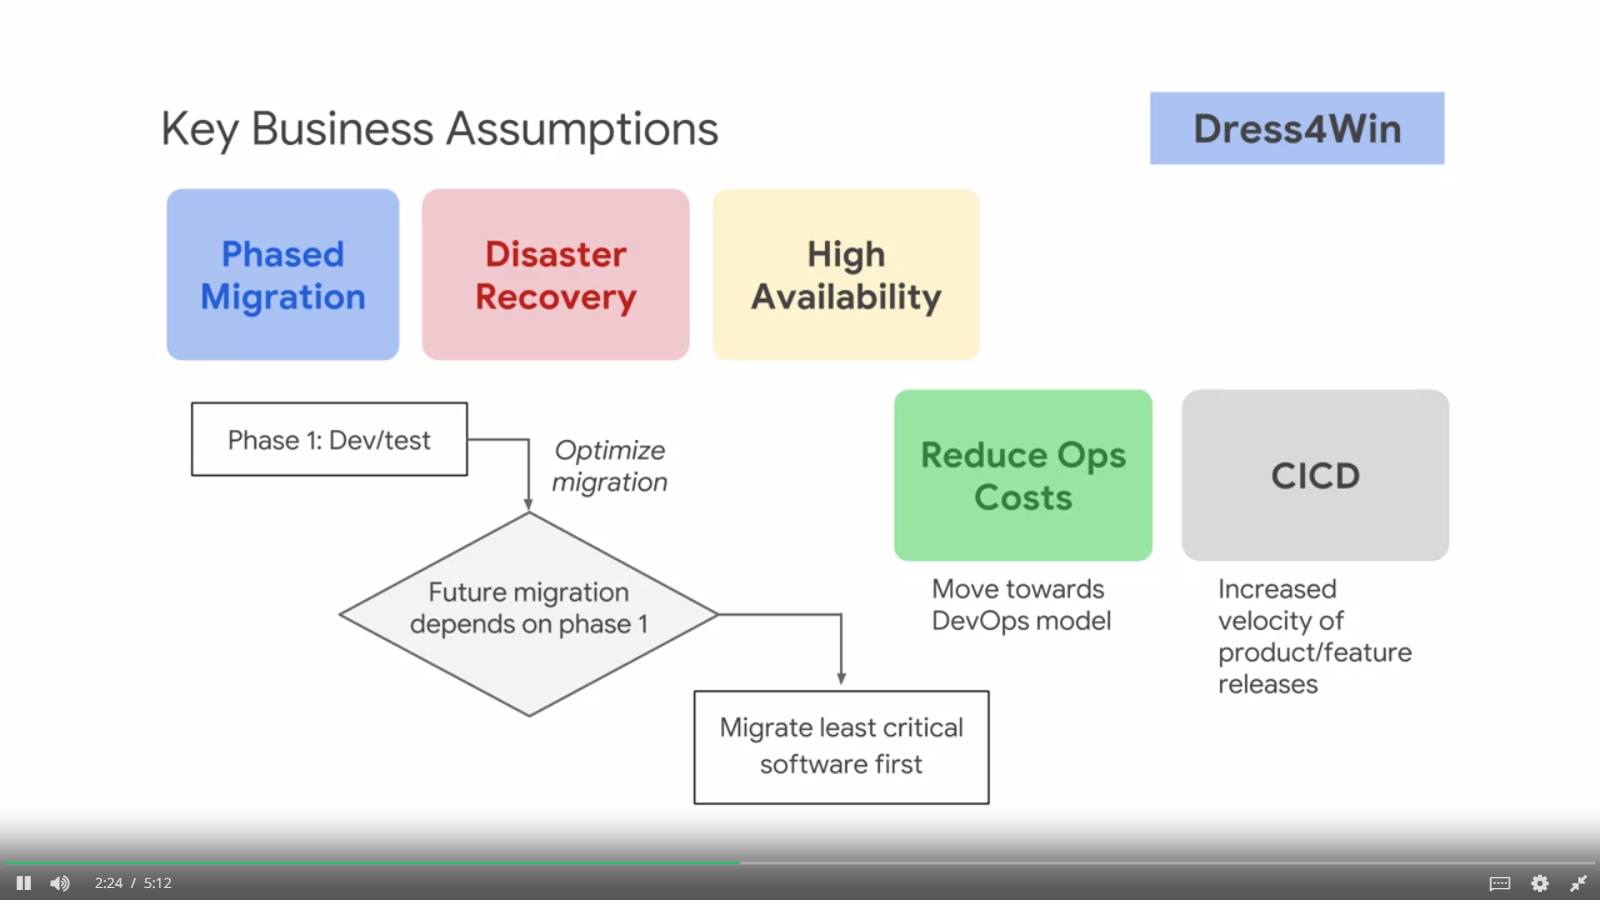 Key Business Assumptions
Dress4Win
Phased
Migration
Disaster
Recovery
High
Availability
Phase 1: Dev/test
Optimize
migration
Future migration
depends on phase 1
Migrate least critical
software first
Reduce Ops
Costs
Move towards
DevOps model
CICD
Increased
velocity of
product/feature
releases
2:24 / 5:12